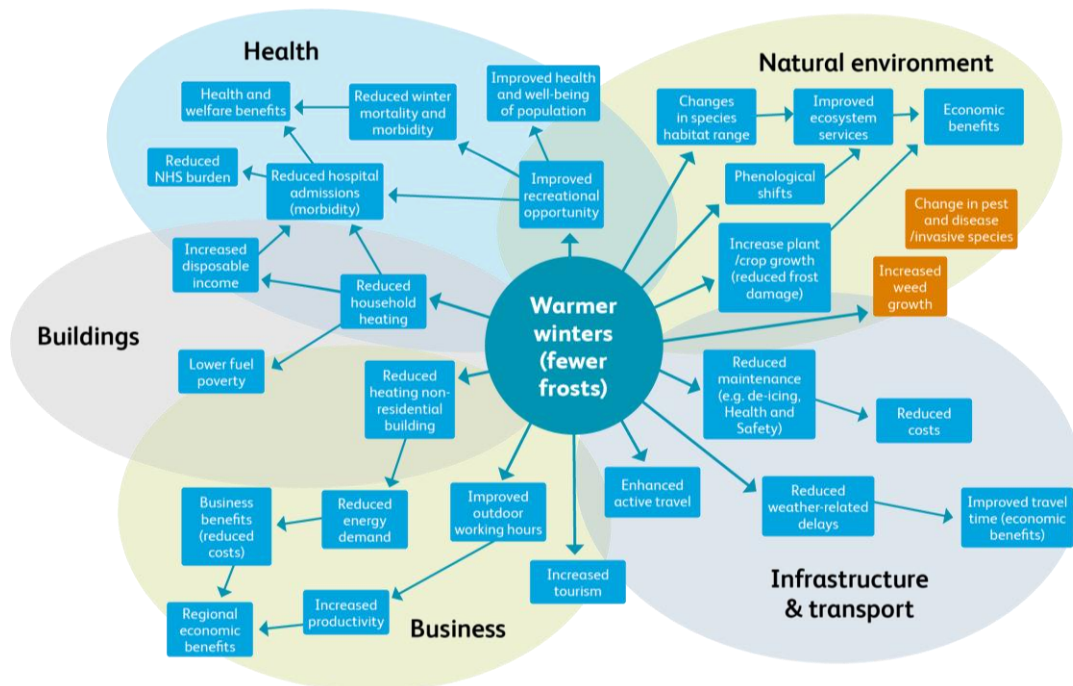 Health
Health and
welfare benefits
Reduced winter
mortality and
morbidity
Improved health
and well-being
of population
Reduced
NHS burden
Reduced hospital
admissions
(morbidity)
Improved
recreational
opportunity
Natural environment
Changes
in species
habitat range
Improved
ecosystem
services
Economic
benefits
Phenological
shifts
Change in pest
and disease
/invasive species
Increase plant
/crop growth
(reduced frost
damage)
Increased
weed
growth
Buildings
Increased
disposable
income
Reduced
household
heating
Lower fuel
poverty
Warmer
winters
(fewer
frosts)
Reduced
heating non-
residential
building
Business
benefits
(reduced
costs)
Reduced
energy
demand
Improved
outdoor
working hours
Regional
economic
benefits
Increased
productivity
Increased
tourism
Business
Reduced
maintenance
(e.g. de-icing,
Health and
Safety)
Reduced
costs
Enhanced
active travel
Reduced
weather-related
delays
Improved travel
time (economic
benefits)
Infrastructure
& transport